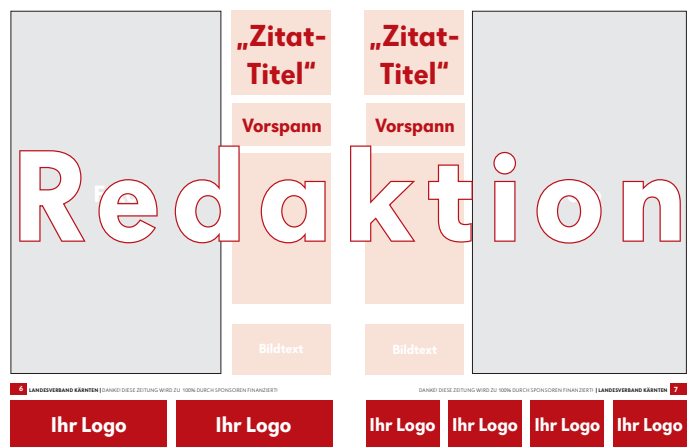 „Zitat-
Titel“
„Zitat-
Titel“
Vorspann
Vorspann
Redaktion
Bildtext
Bildtext
6 LANDESVERBAND KÄRNTEN | DANKE! DIESE ZEITUNG WIRD ZU 100% DURCH SPONSOREN FINANZIERT!
DANKE! DIESE ZEITUNG WIRD ZU 100% DURCH SPONSOREN FINANZIERT! | LANDESVERBAND KÄRNTEN 7
Ihr Logo
Ihr Logo
Ihr Logo
Ihr Logo
Ihr Logo
Ihr Logo